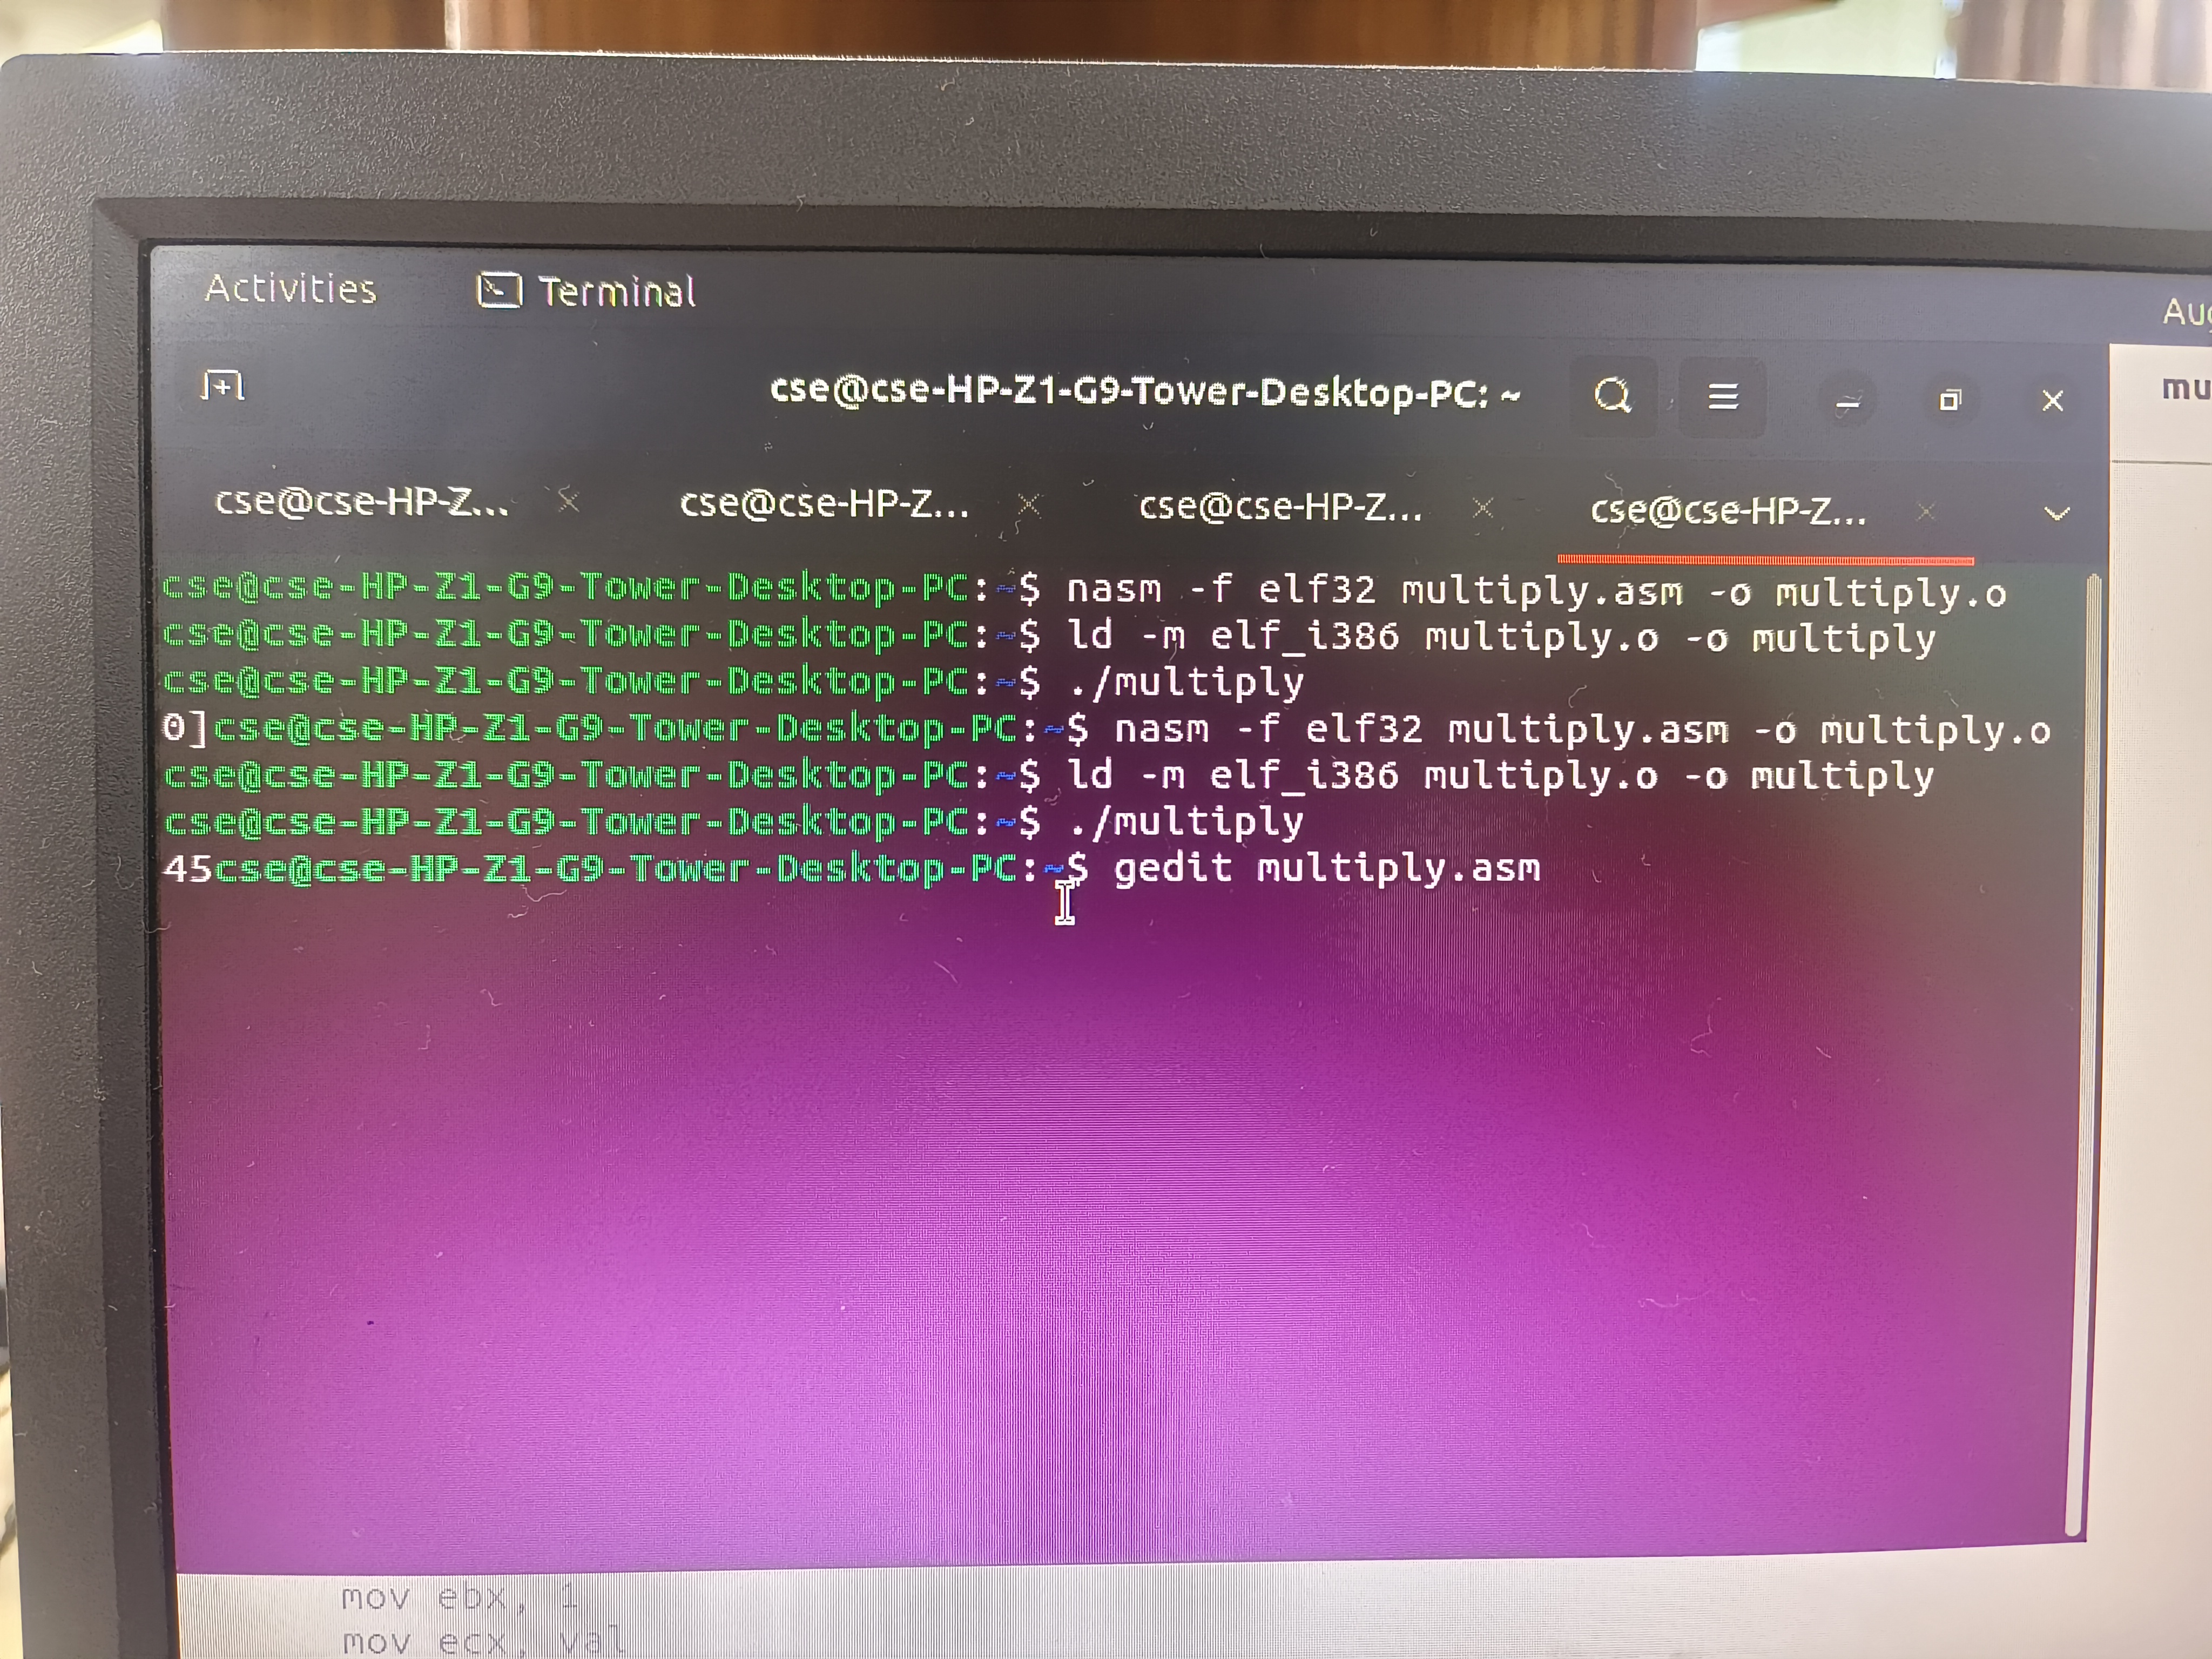 Activities Terminal Aug
cse@cse-HP-Z1-G9-Tower-Desktop-PC: ~ mu
cse@cse-HP-Z... cse@cse-HP-Z... cse@cse-HP-Z... cse@cse-HP-Z...
cse@cse-HP-Z1-G9-Tower-Desktop-PC:~$ nasm -f elf32 multiply.asm -o multiply.o
cse@cse-HP-Z1-G9-Tower-Desktop-PC:~$ ld -m elf_i386 multiply.o -o multiply
cse@cse-HP-Z1-G9-Tower-Desktop-PC:~$ ./multiply
0]cse@cse-HP-Z1-G9-Tower-Desktop-PC:~$ nasm -f elf32 multiply.asm -o multiply.o
cse@cse-HP-Z1-G9-Tower-Desktop-PC:~$ ld -m elf_i386 multiply.o -o multiply
cse@cse-HP-Z1-G9-Tower-Desktop-PC:~$ ./multiply
45cse@cse-HP-Z1-G9-Tower-Desktop-PC:~$ gedit multiply.asm
mov ebx, 1
mov ecx, val